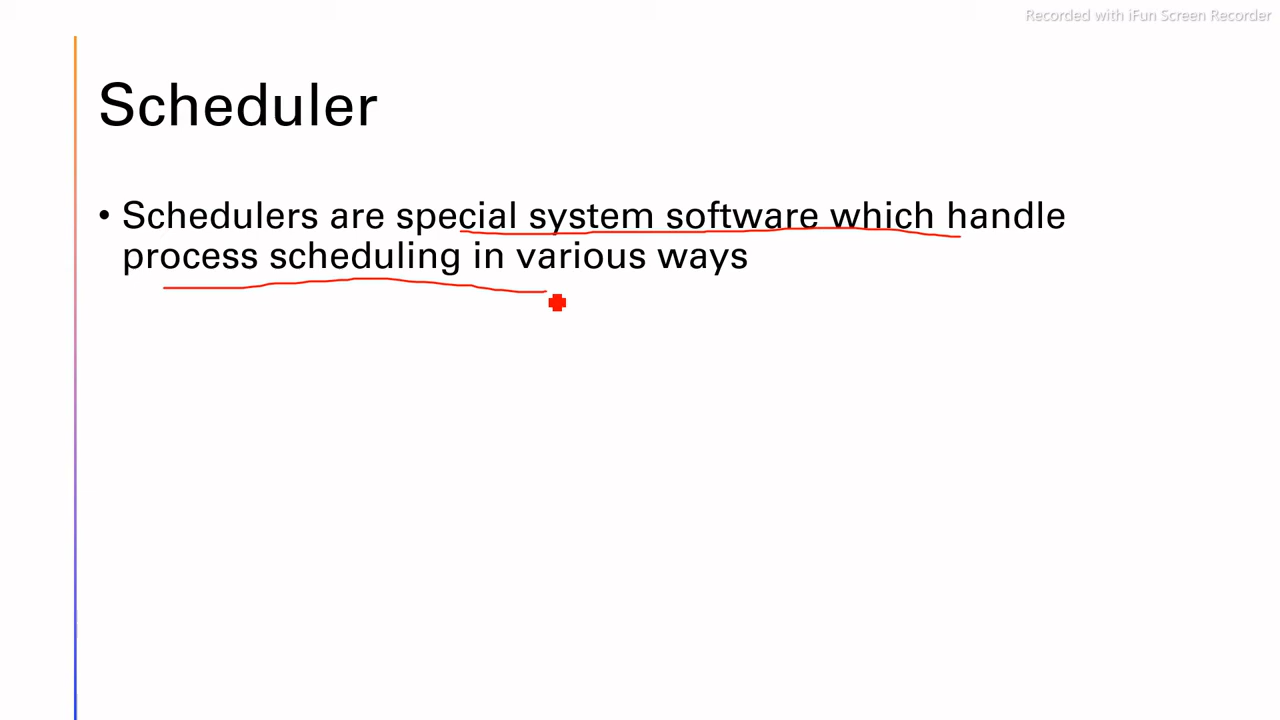 Recorded with iFun Screen Recorder
Scheduler
• Schedulers are special system software which handle
process scheduling in various ways